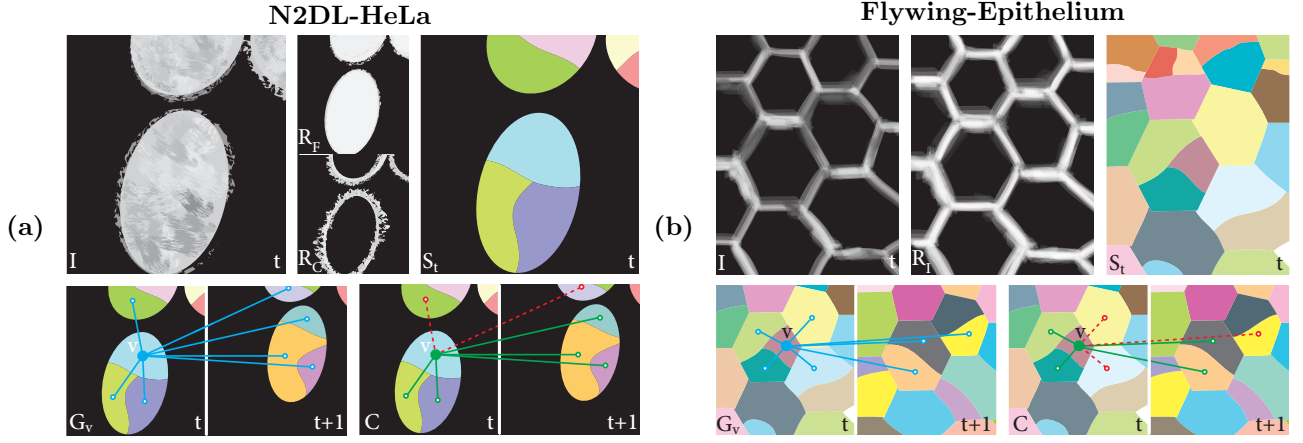 N2DL-HeLa
Flywing-Epithelium
(a)
I
t
R_F
R_C
S_t
t
G_v
v
t
t+1
C
v
t
t+1
(b)
I
t
R_I
t
S_t
t
G_v
v
t
t+1
C
v
t
t+1